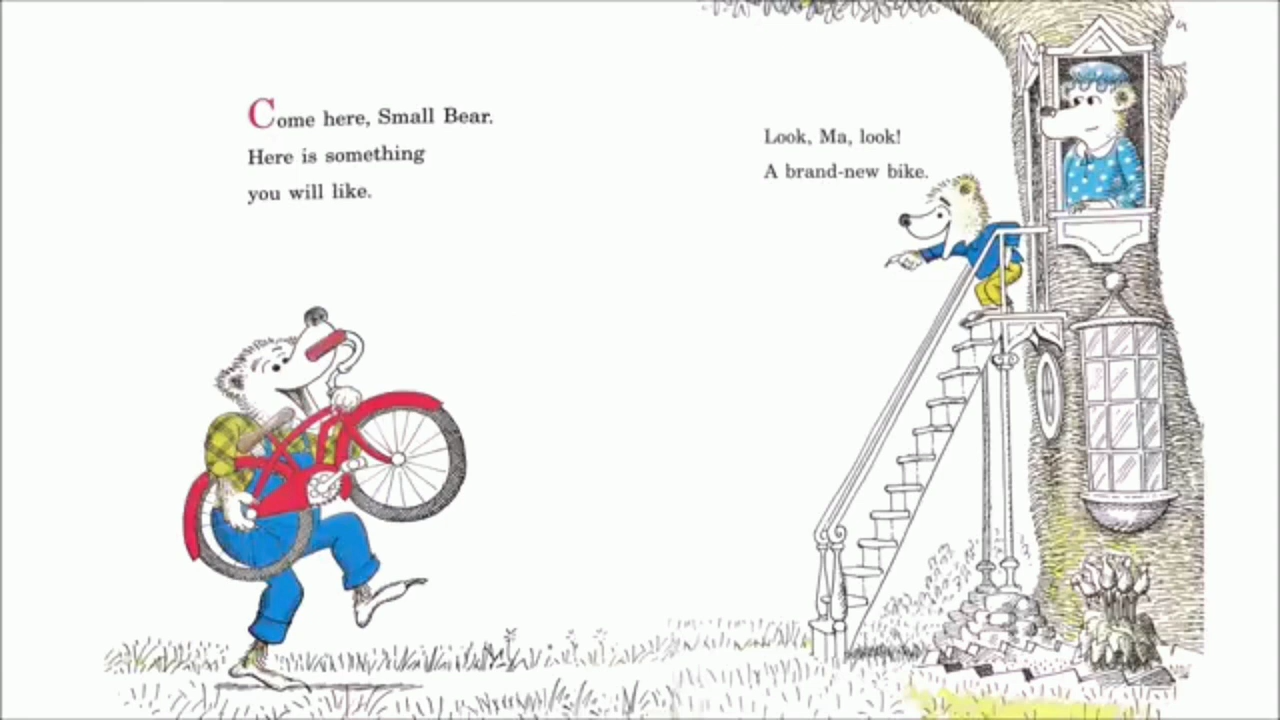 Come here, Small Bear.
Here is something
you will like.
Look, Ma, look!
A brand-new bike.